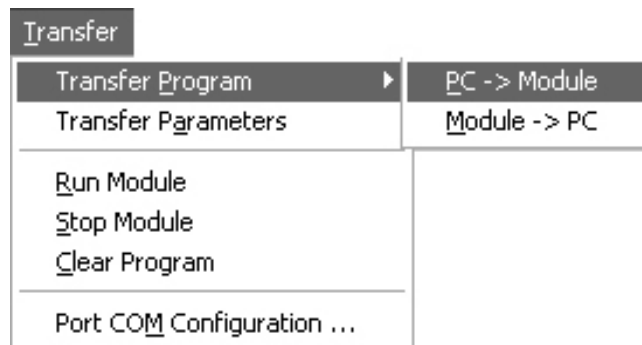 Transfer
Transfer Program
PC -> Module
Transfer Parameters
Module -> PC
Run Module
Stop Module
Clear Program
Port COM Configuration ...